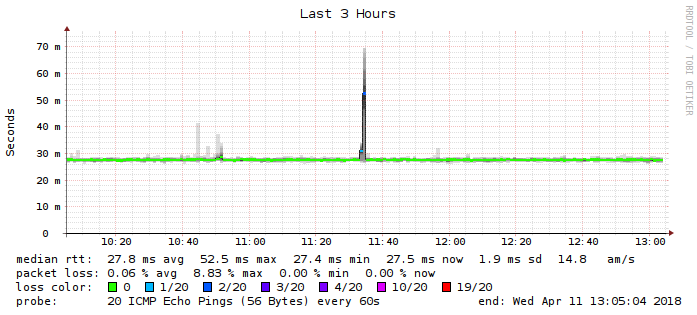 Last 3 Hours
RRDTOOL / TOBI OETIKER
Seconds
70 m
60 m
50 m
40 m
30 m
20 m
10 m
0
10:20 10:40 11:00 11:20 11:40 12:00 12:20 12:40 13:00
median rtt: 27.8 ms avg 52.5 ms max 27.4 ms min 27.5 ms now 1.9 ms sd 14.8 am/s
packet loss: 0.06 % avg 8.83 % max 0.00 % min 0.00 % now
loss color: 0 1/20 2/20 3/20 4/20 10/20 19/20
probe: 20 ICMP Echo Pings (56 Bytes) every 60s end: Wed Apr 11 13:05:04 2018